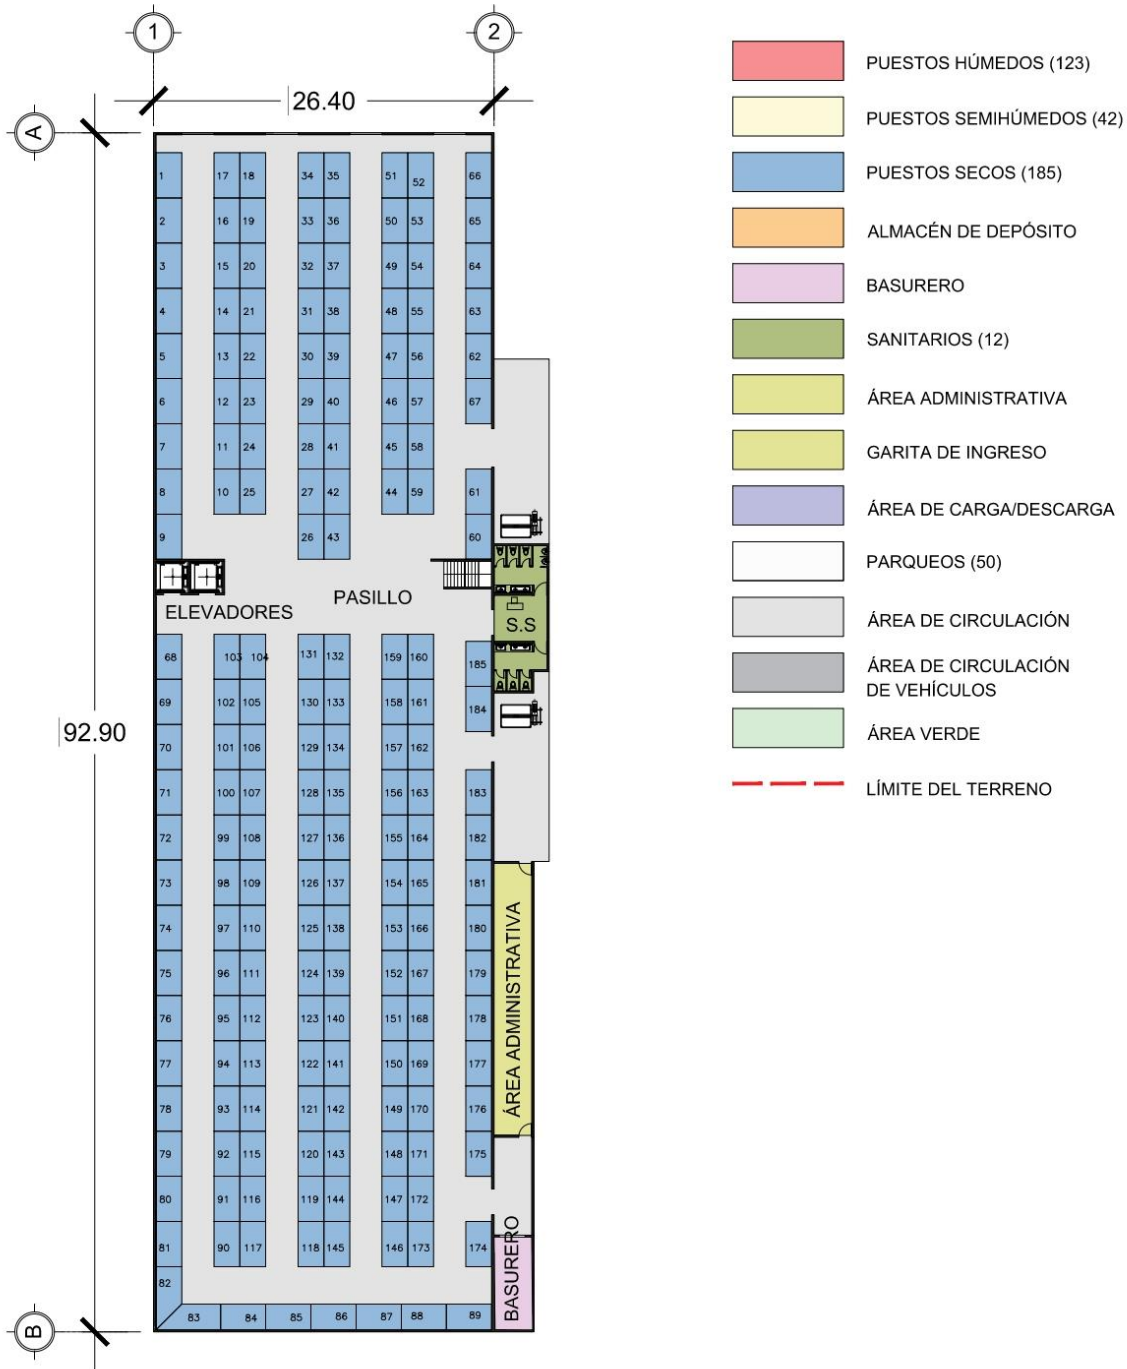 1
2
26.40
A
1 17 18 34 35 51 52 66
2 16 19 33 36 50 53 65
3 15 20 32 37 49 54 64
4 14 21 31 38 48 55 63
5 13 22 30 39 47 56 62
6 12 23 29 40 46 57 67
7 11 24 28 41 45 58
8 10 25 27 42 44 59 61
9 26 43 60
ELEVADORES
PASILLO
S.S
68 103 104 131 132 159 160 185
69 102 105 130 133 158 161 184
92.90
70 101 106 129 134 157 162
71 100 107 128 135 156 163 183
72 99 108 127 136 155 164 182
73 98 109 126 137 154 165 181
74 97 110 125 138 153 166 180
75 96 111 124 139 152 167 179
76 95 112 123 140 151 168 178
77 94 113 122 141 150 169 177
78 93 114 121 142 149 170 176
79 92 115 120 143 148 171 175
80 91 116 119 144 147 172
81 90 117 118 145 146 173 174
82
83 84 85 86 87 88 89
ÁREA ADMINISTRATIVA
BASURERO
B
PUESTOS HÚMEDOS (123)
PUESTOS SEMIHÚMEDOS (42)
PUESTOS SECOS (185)
ALMACÉN DE DEPÓSITO
BASURERO
SANITARIOS (12)
ÁREA ADMINISTRATIVA
GARITA DE INGRESO
ÁREA DE CARGA/DESCARGA
PARQUEOS (50)
ÁREA DE CIRCULACIÓN
ÁREA DE CIRCULACIÓN
DE VEHÍCULOS
ÁREA VERDE
LÍMITE DEL TERRENO